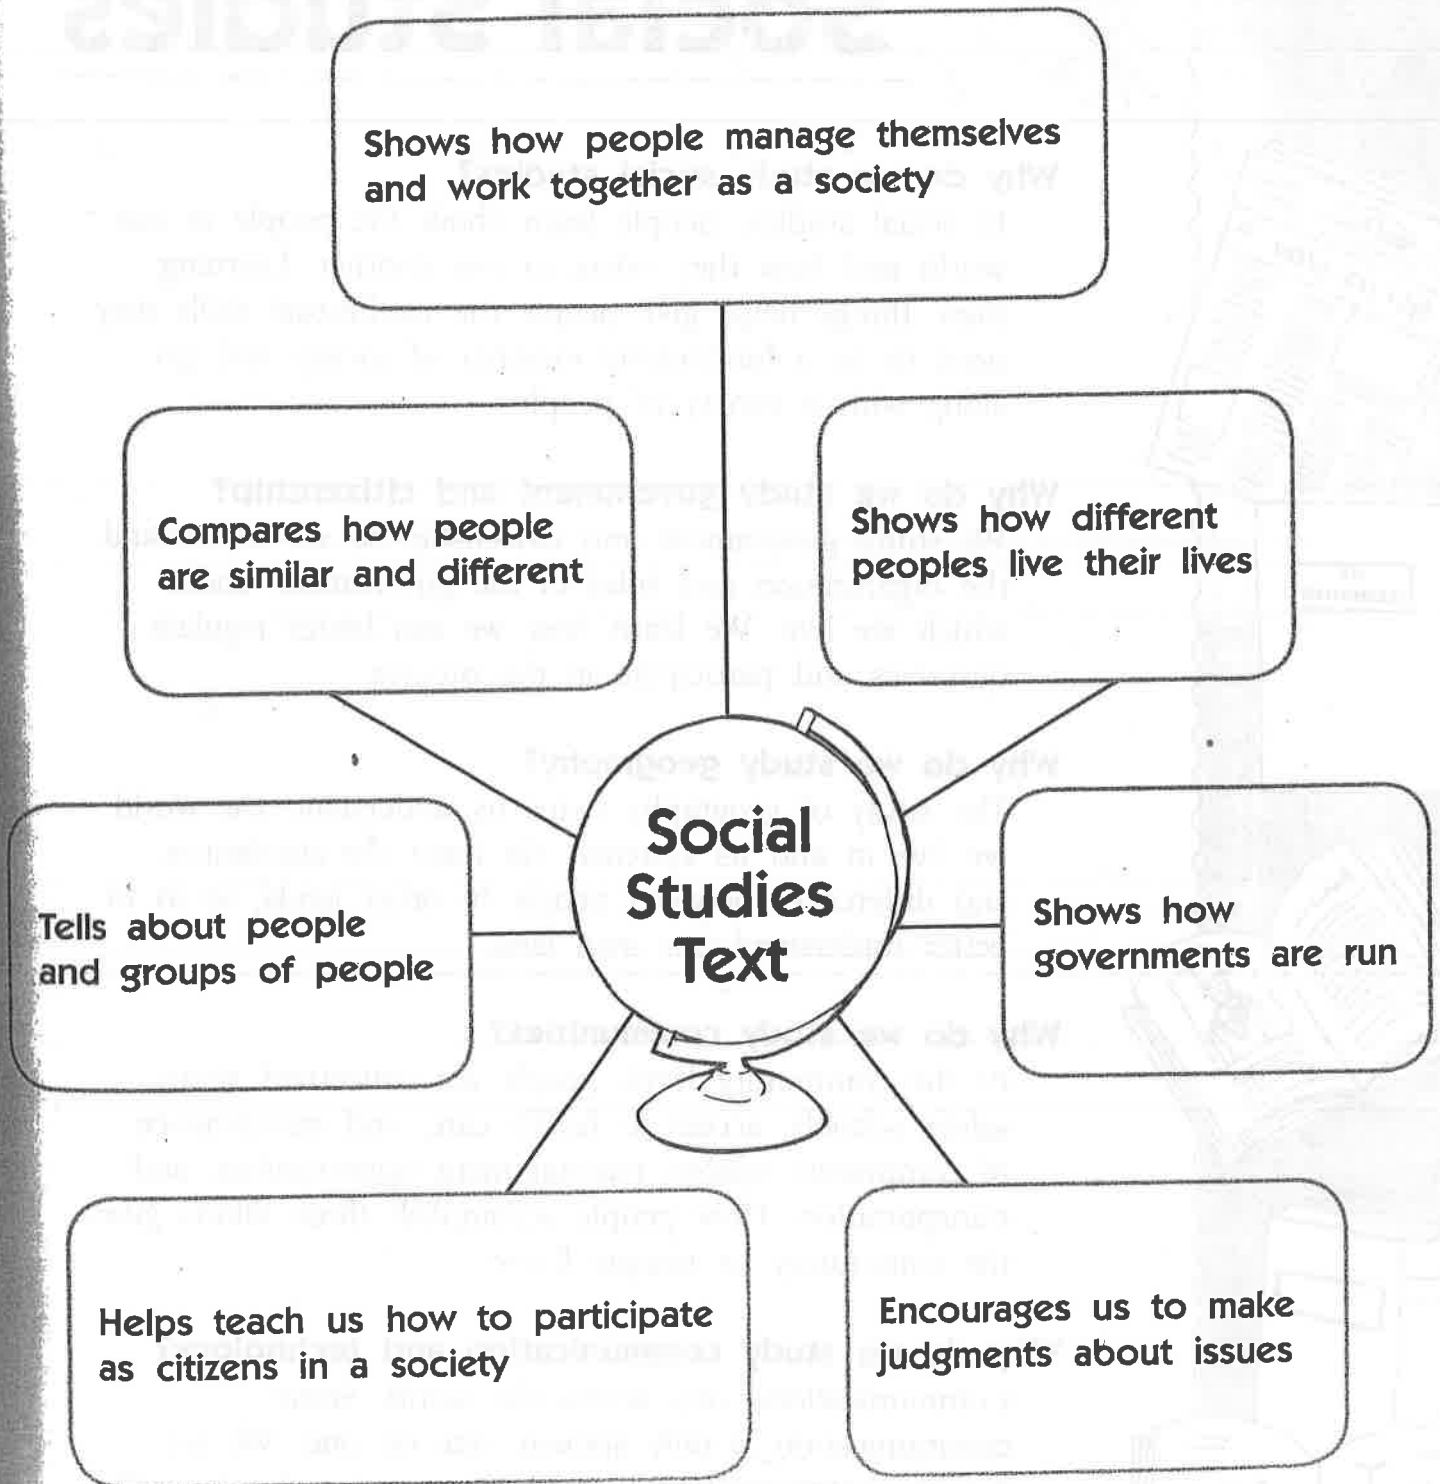 Shows how people manage themselves
and work together as a society
Compares how people
are similar and different
Shows how different
peoples live their lives
Social
Studies
Text
Tells about people
and groups of people
Shows how
governments are run
Helps teach us how to participate
as citizens in a society
Encourages us to make
judgments about issues